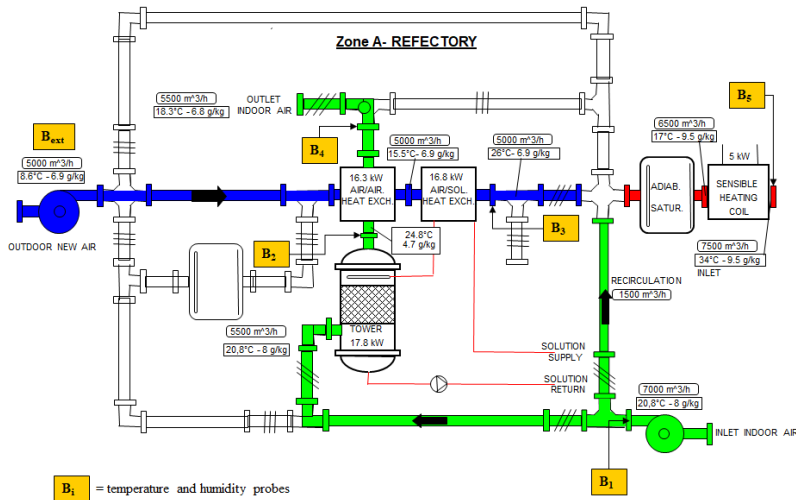 Zone A- REFECTORY
5500 m^3/h
18.3°C - 6.8 g/kg
OUTLET
INDOOR AIR
B4
Bext
5000 m^3/h
8.6°C -6.9 g/kg
OUTDOOR NEW AIR
16.3 kW
AIR/AIR.
HEAT EXCH.
5000 m^3/h
15.5°C- 6.9 g/kg
16.8 kW
AIR/SOL.
HEAT EXCH.
5000 m^3/h
26°C- 6.9 g/kg
B3
6500 m^3/h
17°C - 9.5 g/kg
ADIAB.
SATUR.
5 kW
SENSIBLE
HEATING
COIL
B5
7500 m^3/h
34°C -9.5 g/kg
INLET
B2
24.8°C
4.7 g/kg
RECIRCULATION
1500 m^3/h
5500 m^3/h
20,8°C - 8 g/kg
TOWER
17.8 kW
SOLUTION
SUPPLY
SOLUTION
RETURN
7000 m^3/h
20,8°C - 8 g/kg
INLET INDOOR AIR
B1
Bi = temperature and humidity probes